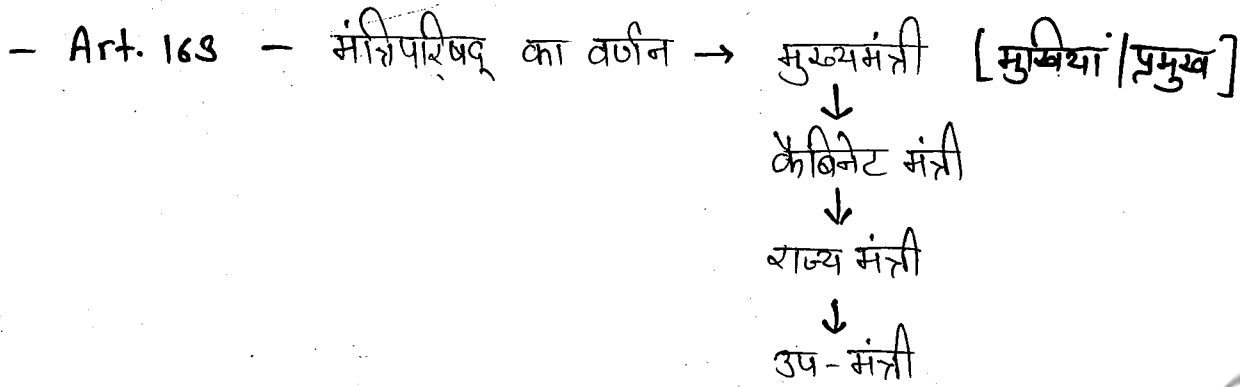 - Art. 163 - मंत्रिपरिषद् का वर्णन → मुख्यमंत्री [मुखियां/प्रमुख]
↓
कैबिनेट मंत्री
↓
राज्य मंत्री
↓
उप-मंत्री